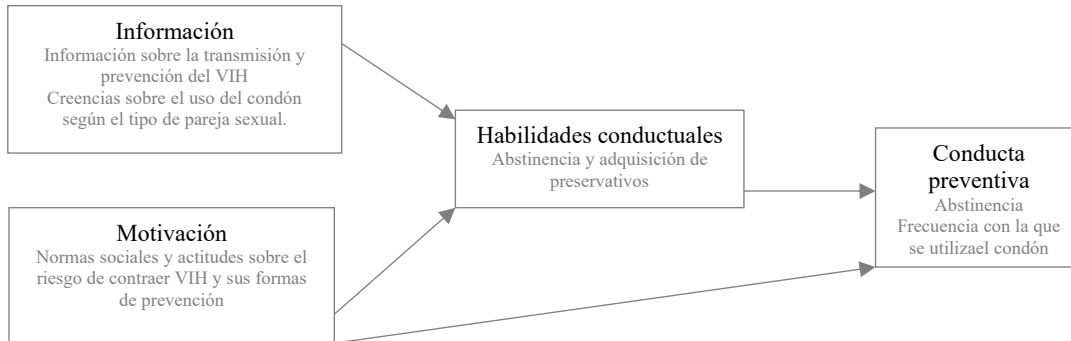 Información
Información sobre la transmisión y
prevención del VIH
Creencias sobre el uso del condón
según el tipo de pareja sexual.
Habilidades conductuales
Abstinencia y adquisición de
preservativos
Conducta
preventiva
Abstinencia
Frecuencia con la que
se utilizael condón
Motivación
Normas sociales y actitudes sobre el
riesgo de contraer VIH y sus formas
de prevención